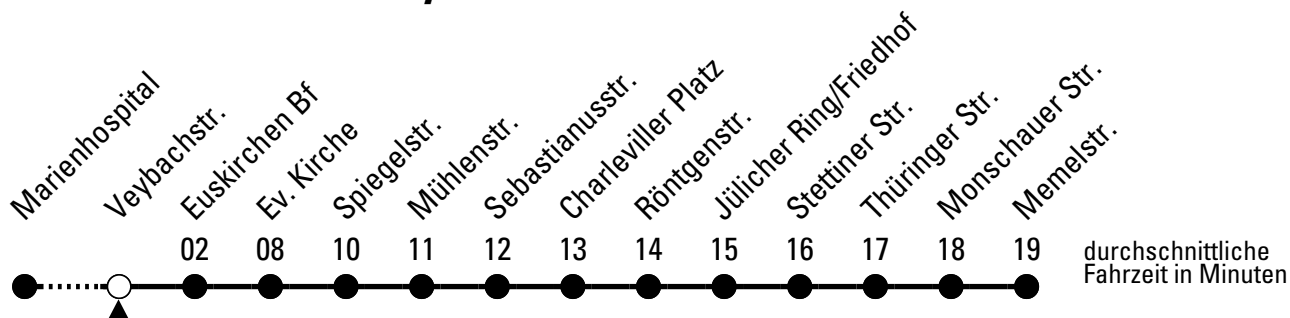 Marienhospital
Veybachstr.
Euskirchen Bf
Ev. Kirche
Spiegelstr.
Mühlenstr.
Sebastianusstr.
Charleviller Platz
Röntgenstr.
Jülicher Ring/Friedhof
Stettiner Str.
Thüringer Str.
Monschauer Str.
Memelstr.
02 08 10 11 12 13 14 15 16 17 18 19
durchschnittliche
Fahrzeit in Minuten